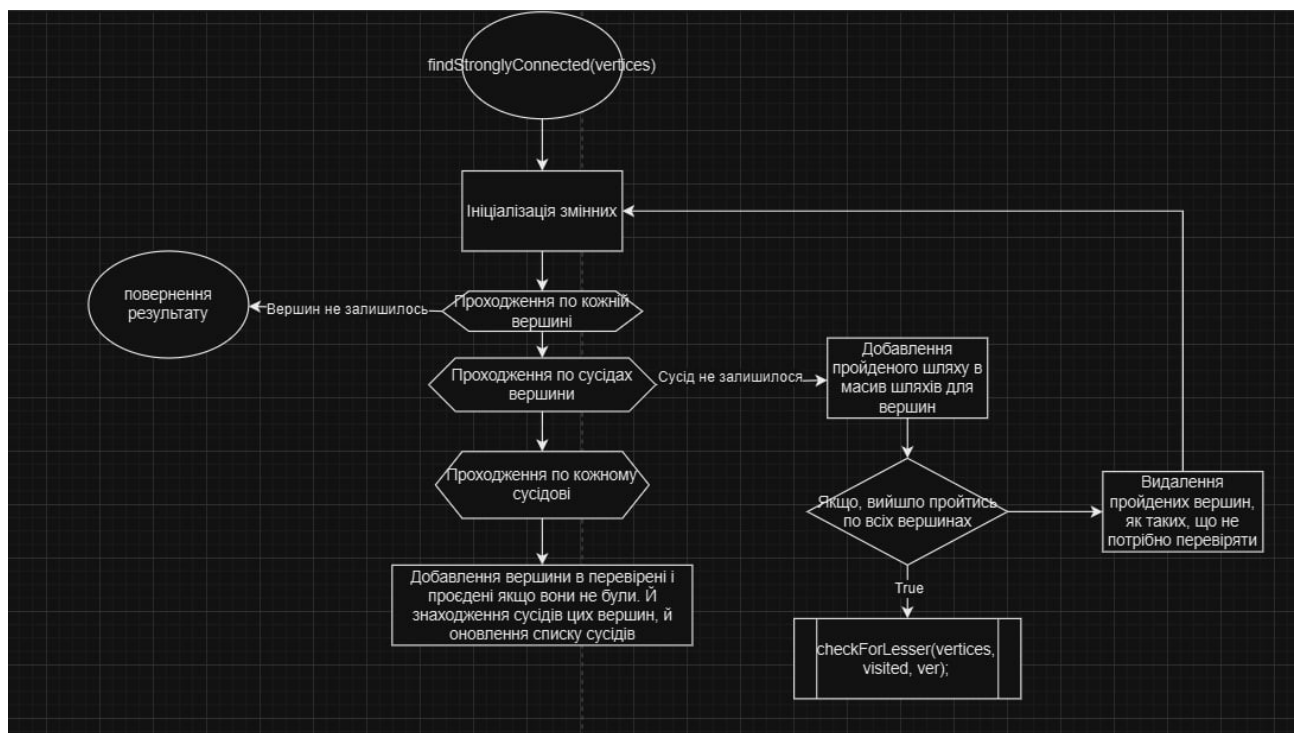 findStronglyConnected(vertices)
Ініціалізація змінних
повернення
результату
Вершин не залишилось
Проходження по кожній
вершині
Проходження по сусідах
вершини
Сусід не залишилося
Добавлення
пройденого шляху в
масив шляхів для
вершин
Проходження по кожному
сусідові
Якщо, вийшло пройтись
по всіх вершинах
Видалення
пройдених вершин,
як таких, що не
потрібно перевіряти
Добавлення вершини в перевірені і
проєдені якщо вони не були. Й
знаходження сусідів цих вершин, й
оновлення списку сусідів
True
checkForLesser(vertices,
visited, ver);